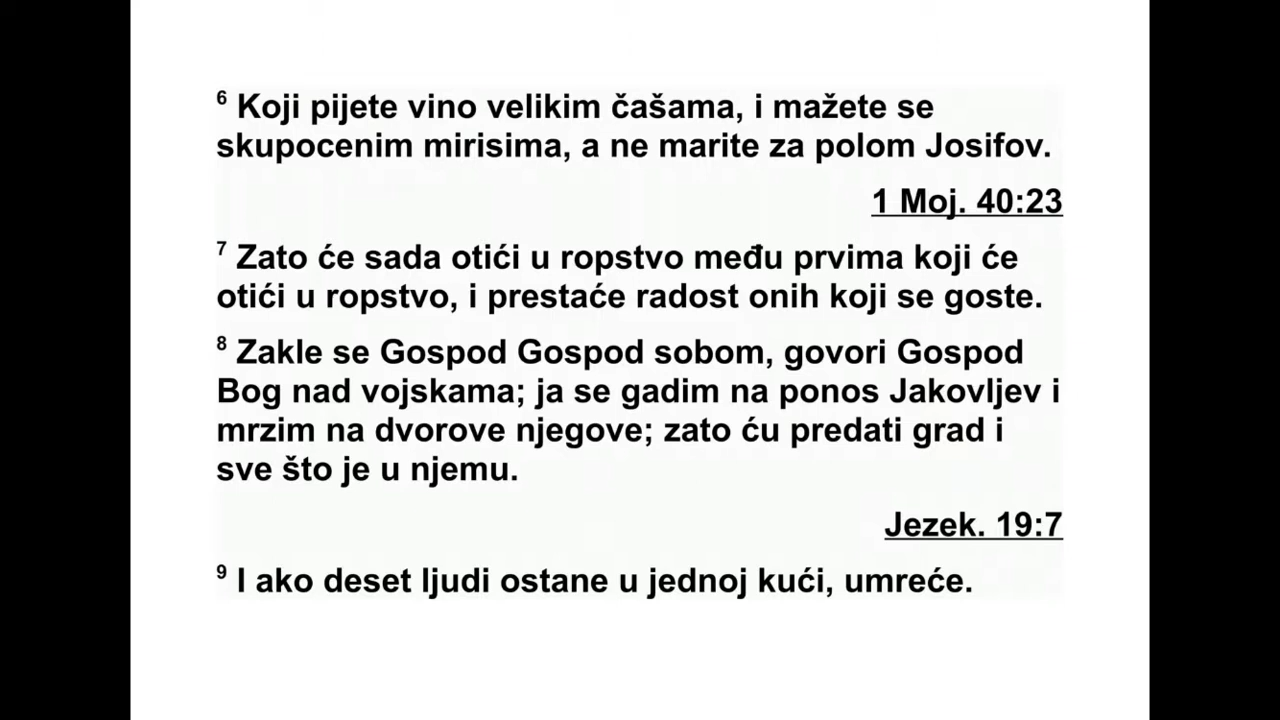 6 Koji pijete vino velikim čašama, i mažete se
skupocenim mirisima, a ne marite za polom Josifov.
1 Moj. 40:23
7 Zato će sada otići u ropstvo među prvima koji će
otići u ropstvo, i prestaće radost onih koji se goste.
8 Zakle se Gospod Gospod sobom, govori Gospod
Bog nad vojskama; ja se gadim na ponos Jakovljev i
mrzim na dvorove njegove; zato ću predati grad i
sve što je u njemu.
Jezek. 19:7
9 I ako deset ljudi ostane u jednoj kući, umreće.